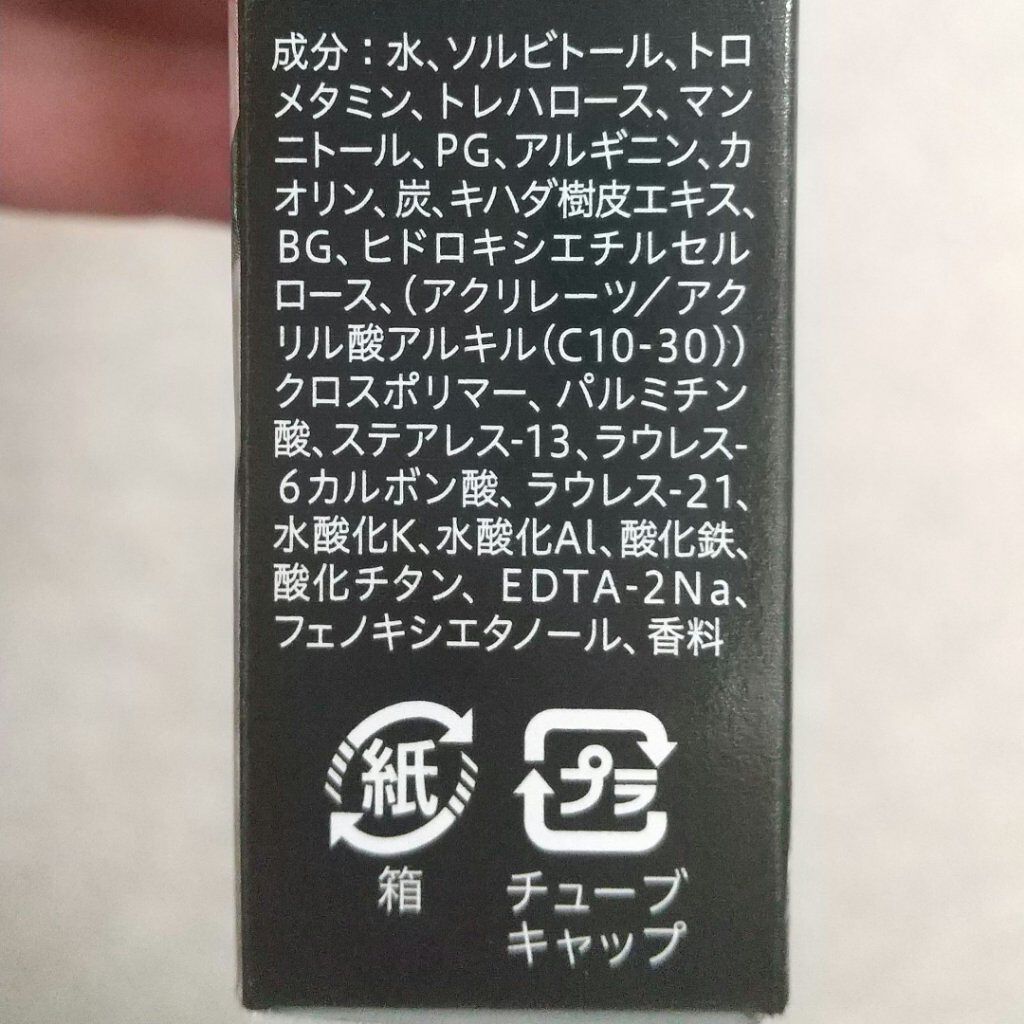 成分：水、ソルビトール、トロ
メタミン、トレハロース、マン
ニトール、PG、アルギニン、カ
オリン、炭、キハダ樹皮エキス、
BG、ヒドロキシエチルセル
ロース、（アクリレーツ／アク
リル酸アルキル（C10-30））
クロスポリマー、パルミチン
酸、ステアレス-13、ラウレス-
6カルボン酸、ラウレス-21、
水酸化K、水酸化Al、酸化鉄、
酸化チタン、EDTA-2Na、
フェノキシエタノール、香料
紙
箱
プラ
チューブ
キャップ